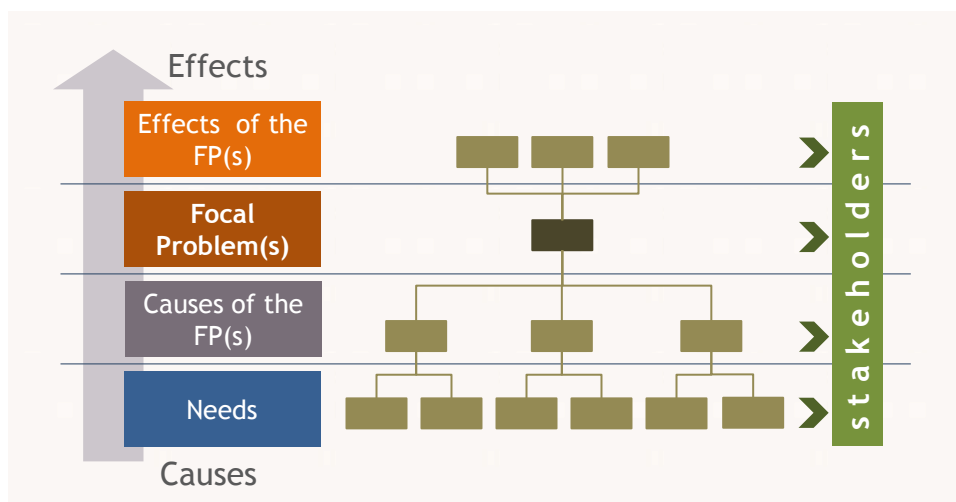 Effects
Effects of the
FP(s)
Focal
Problem(s)
Causes of the
FP(s)
Needs
Causes
stakeholders